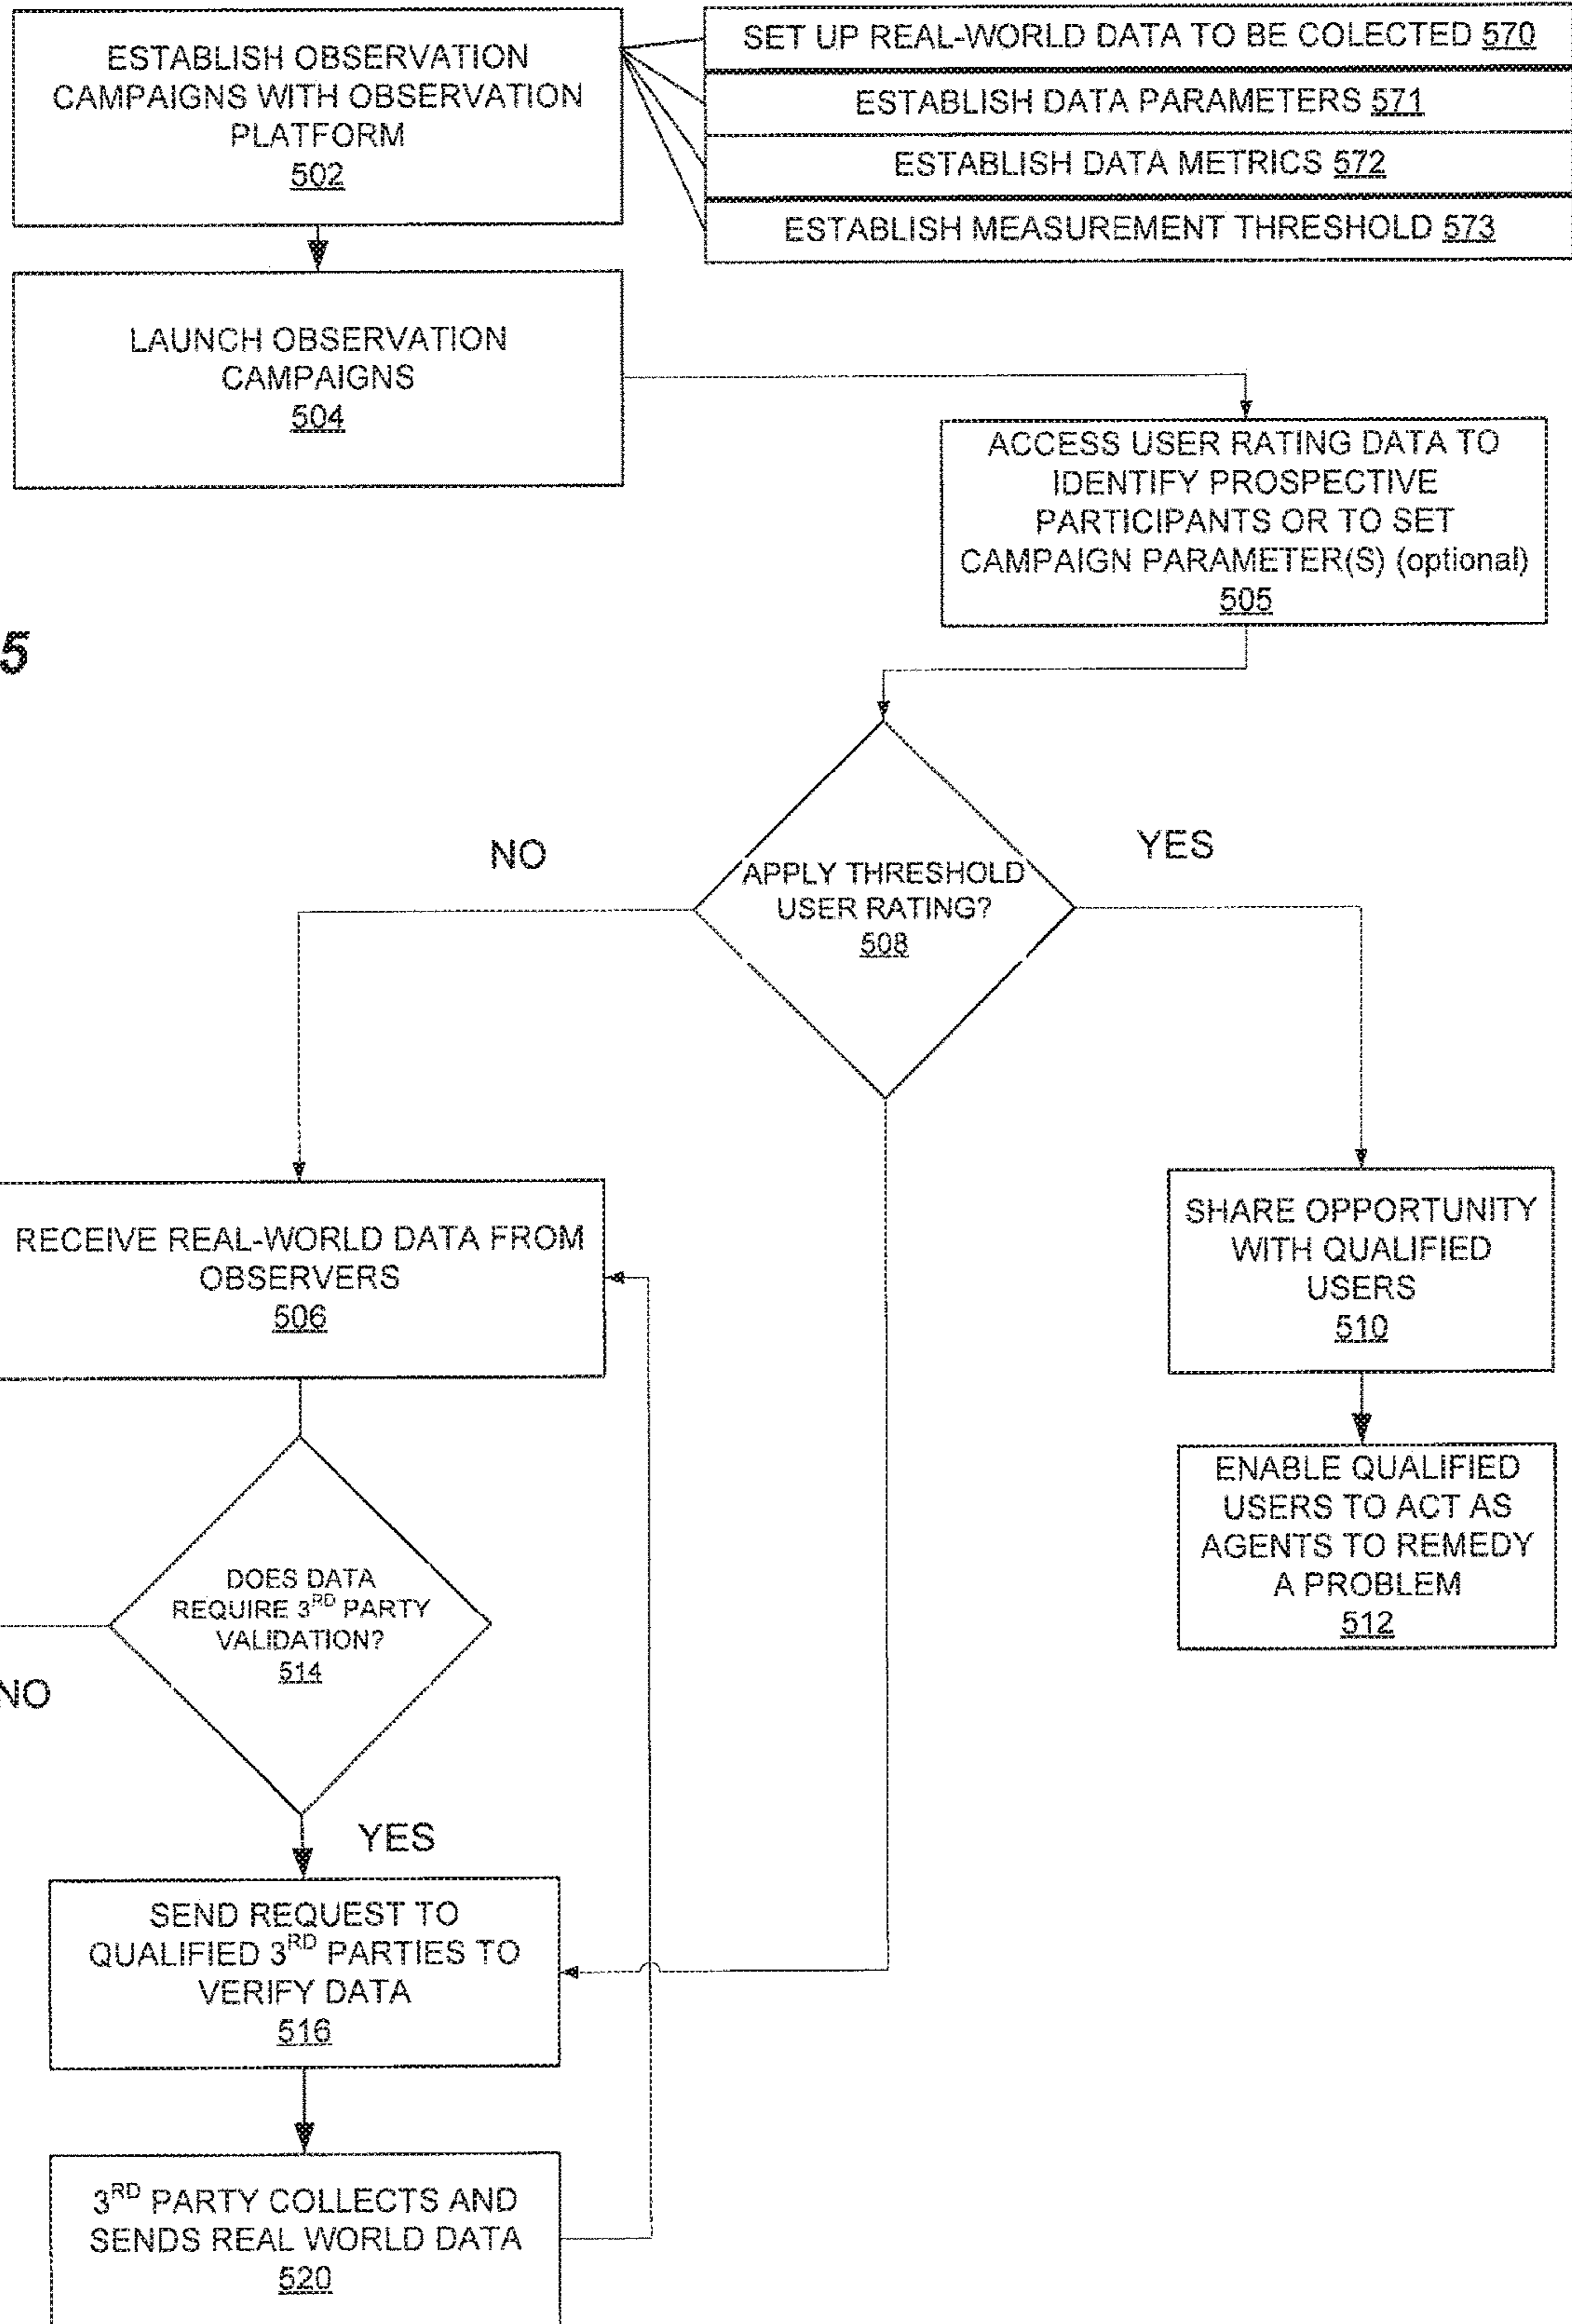 ESTABLISH OBSERVATION
CAMPAIGNS WITH OBSERVATION
PLATFORM
502
SET UP REAL-WORLD DATA TO BE COLECTED 570
ESTABLISH DATA PARAMETERS 571
ESTABLISH DATA METRICS 572
ESTABLISH MEASUREMENT THRESHOLD 573
LAUNCH OBSERVATION
CAMPAIGNS
504
ACCESS USER RATING DATA TO
IDENTIFY PROSPECTIVE
PARTICIPANTS OR TO SET
CAMPAIGN PARAMETER(S) (optional)
505
5
NO
YES
APPLY THRESHOLD
USER RATING?
508
RECEIVE REAL-WORLD DATA FROM
OBSERVERS
506
SHARE OPPORTUNITY
WITH QUALIFIED
USERS
510
ENABLE QUALIFIED
USERS TO ACT AS
AGENTS TO REMEDY
A PROBLEM
512
DOES DATA
REQUIRE 3RD PARTY
VALIDATION?
514
NO
YES
SEND REQUEST TO
QUALIFIED 3RD PARTIES TO
VERIFY DATA
516
3RD PARTY COLLECTS AND
SENDS REAL WORLD DATA
520